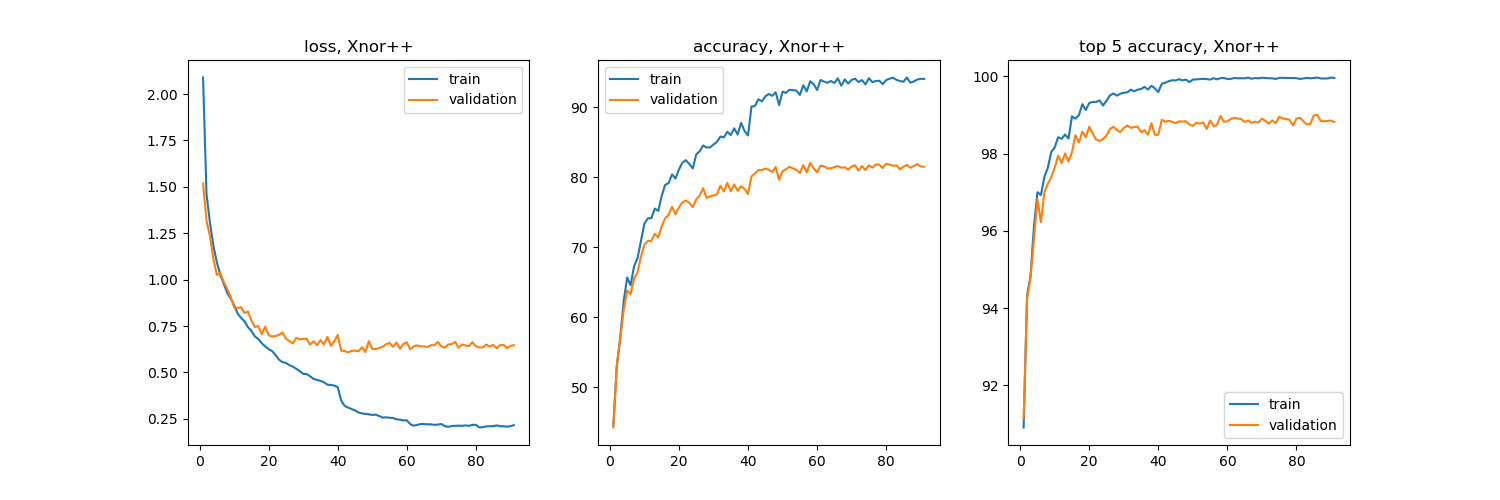 loss, Xnor++
train
validation
2.00
1.75
1.50
1.25
1.00
0.75
0.50
0.25
0 20 40 60 80
accuracy, Xnor++
train
validation
90
80
70
60
50
0 20 40 60 80
top 5 accuracy, Xnor++
100
98
96
94
92
train
validation
0 20 40 60 80